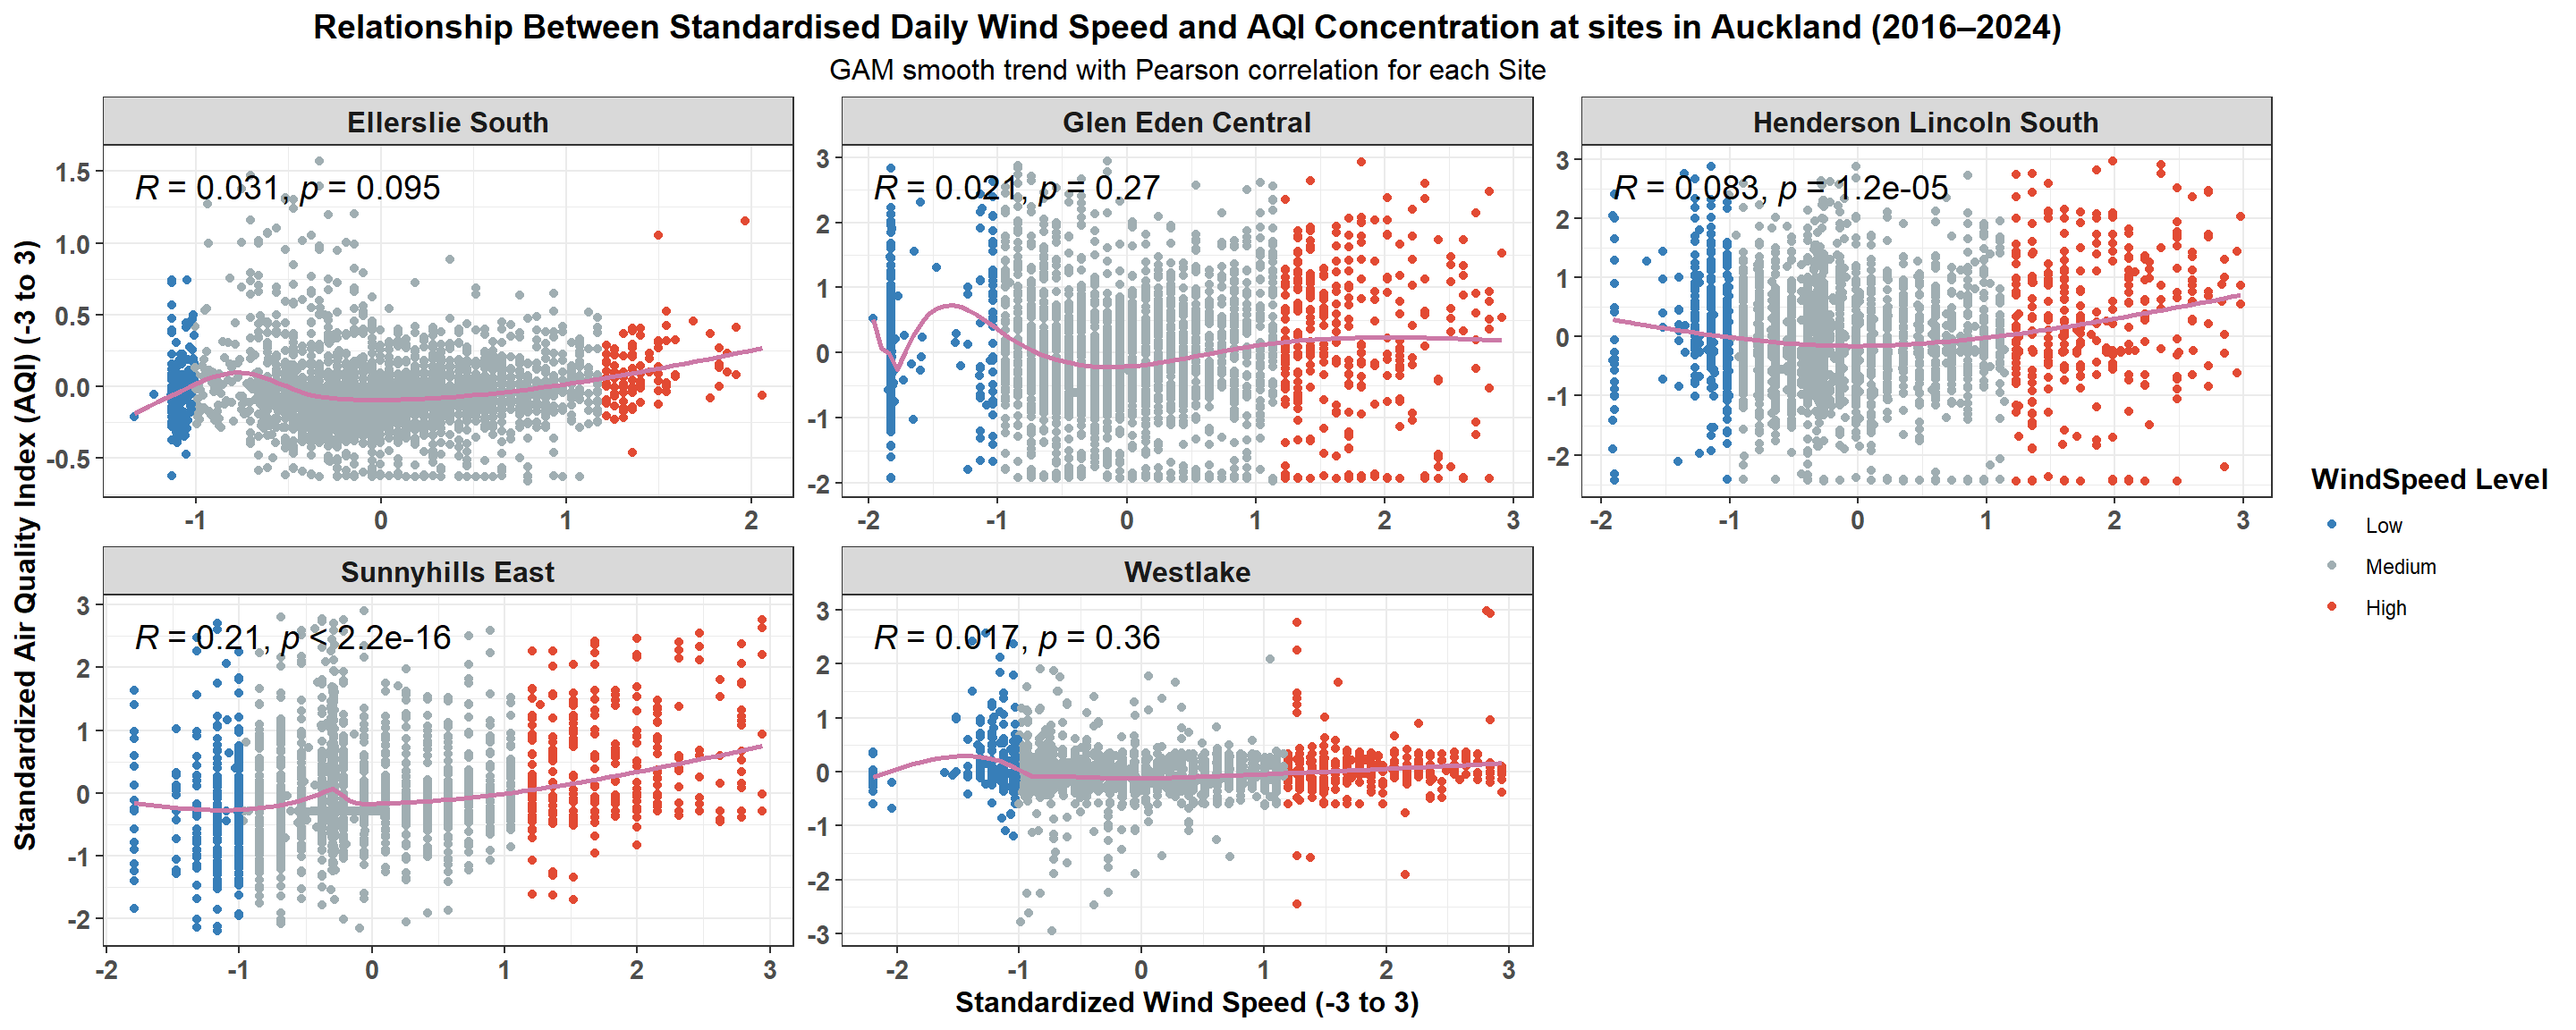 Relationship Between Standardised Daily Wind Speed and AQI Concentration at sites in Auckland (2016–2024)
GAM smooth trend with Pearson correlation for each Site
Standardized Air Quality Index (AQI) (-3 to 3)
Ellerslie South
R = 0.031, p = 0.095
1.5
1.0
0.5
0.0
-0.5
-1 0 1 2
Glen Eden Central
R = 0.021, p = 0.27
3
2
1
0
-1
-2
-2 -1 0 1 2 3
Henderson Lincoln South
R = 0.083, p = 1.2e-05
3
2
1
0
-1
-2
-2 -1 0 1 2 3
Sunnyhills East
R = 0.21, p < 2.2e-16
3
2
1
0
-1
-2
-2 -1 0 1 2 3
Westlake
R = 0.017, p = 0.36
3
2
1
0
-1
-2
-3
-2 -1 0 1 2 3
Standardized Wind Speed (-3 to 3)
WindSpeed Level
Low
Medium
High